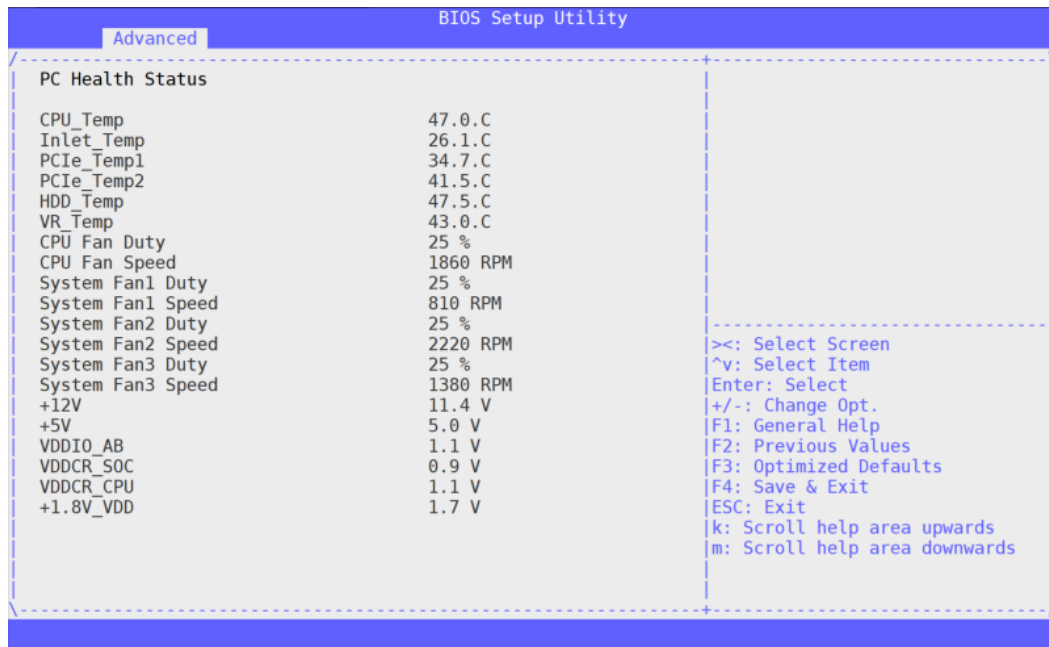 BIOS Setup Utility
Advanced
PC Health Status
CPU_Temp 47.0.C
Inlet_Temp 26.1.C
PCIe_Temp1 34.7.C
PCIe_Temp2 41.5.C
HDD_Temp 47.5.C
VR_Temp 43.0.C
CPU Fan Duty 25 %
CPU Fan Speed 1860 RPM
System Fan1 Duty 25 %
System Fan1 Speed 810 RPM
System Fan2 Duty 25 %
System Fan2 Speed 2220 RPM
System Fan3 Duty 25 %
System Fan3 Speed 1380 RPM
+12V 11.4 V
+5V 5.0 V
VDDIO_AB 1.1 V
VDDCR_SOC 0.9 V
VDDCR_CPU 1.1 V
+1.8V_VDD 1.7 V
><: Select Screen
^v: Select Item
Enter: Select
+/-: Change Opt.
F1: General Help
F2: Previous Values
F3: Optimized Defaults
F4: Save & Exit
ESC: Exit
k: Scroll help area upwards
m: Scroll help area downwards